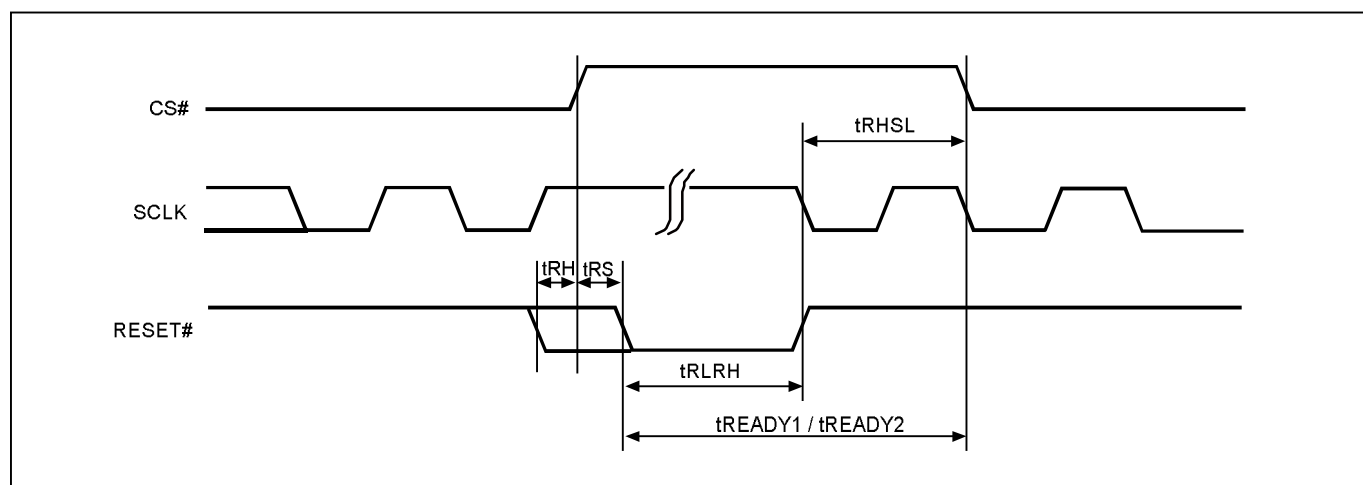 CS#
tRHSL
SCLK
tRH tRS
RESET#
tRLRH
tREADY1 / tREADY2